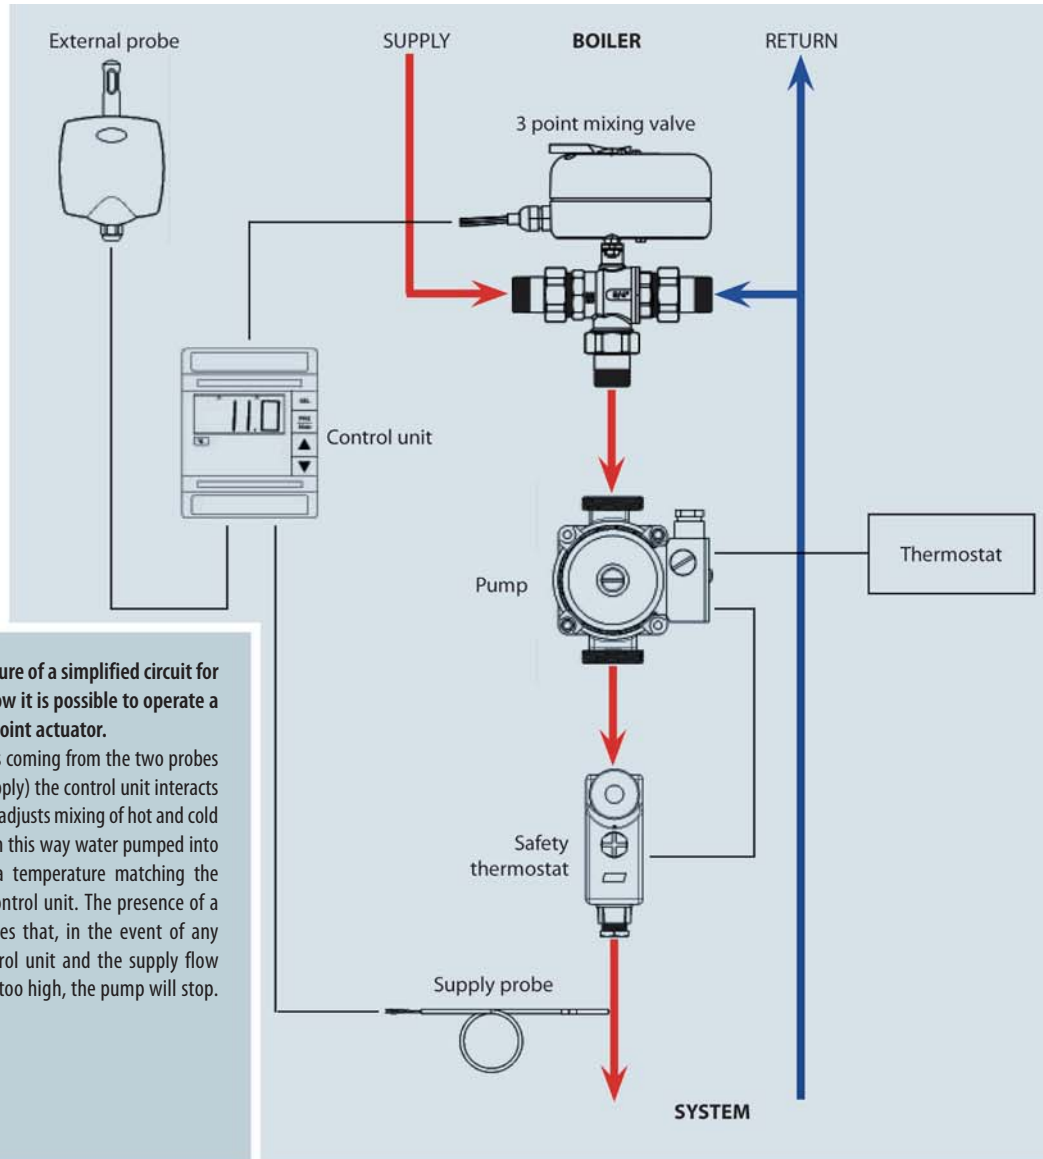 External probe
SUPPLY
BOILER
RETURN
3 point mixing valve
110
SEL
Control unit
Pump
Thermostat
Safety
thermostat
Supply probe
SYSTEM
ure of a simplified circuit for
ow it is possible to operate a
oint actuator.
s coming from the two probes
ply) the control unit interacts
adjusts mixing of hot and cold
n this way water pumped into
a temperature matching the
ontrol unit. The presence of a
es that, in the event of any
rol unit and the supply flow
too high, the pump will stop.